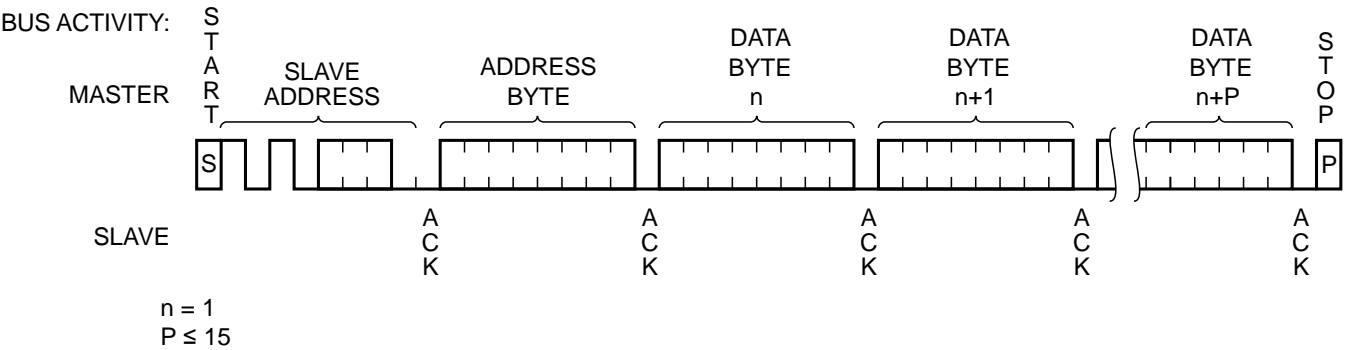 BUS ACTIVITY:
MASTER
START
SLAVE
ADDRESS
ADDRESS
BYTE
DATA
BYTE
n
DATA
BYTE
n+1
DATA
BYTE
n+P
STOP
S
P
SLAVE
ACK
ACK
ACK
ACK
ACK
n = 1
P ≤ 15